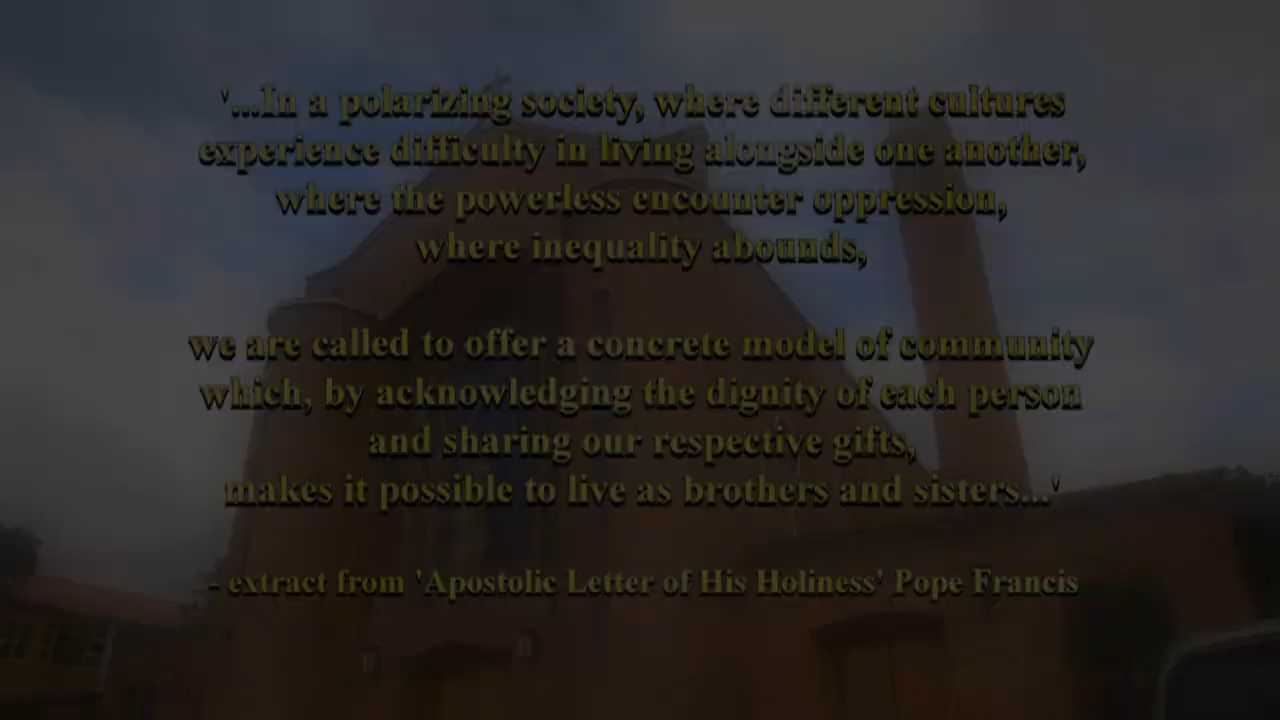 '...In a polarizing society, where different cultures
experience difficulty in living alongside one another,
where the powerless encounter oppression,
where inequality abounds,
we are called to offer a concrete model of community
which, by acknowledging the dignity of each person
and sharing our respective gifts,
makes it possible to live as brothers and sisters...'
- extract from 'Apostolic Letter of His Holiness' Pope Francis